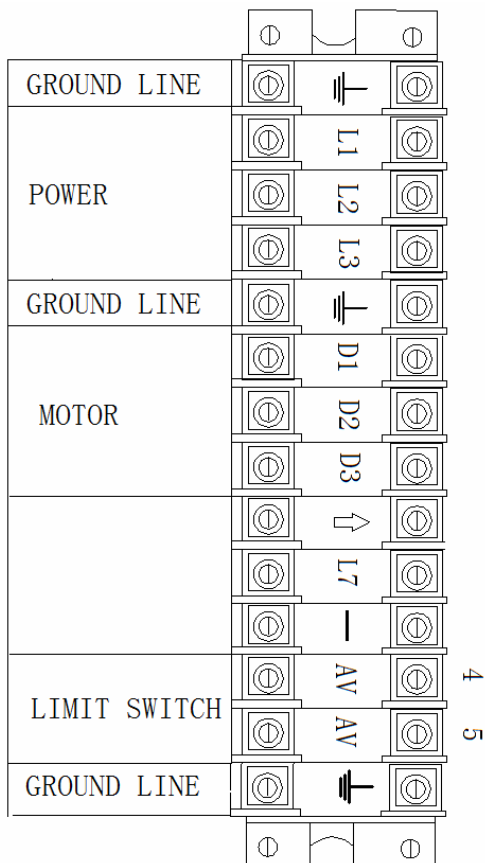 GROUND LINE
L1
POWER
L2
L3
GROUND LINE
D1
MOTOR
D2
D3
L7
AV 4
LIMIT SWITCH
AV 5
GROUND LINE